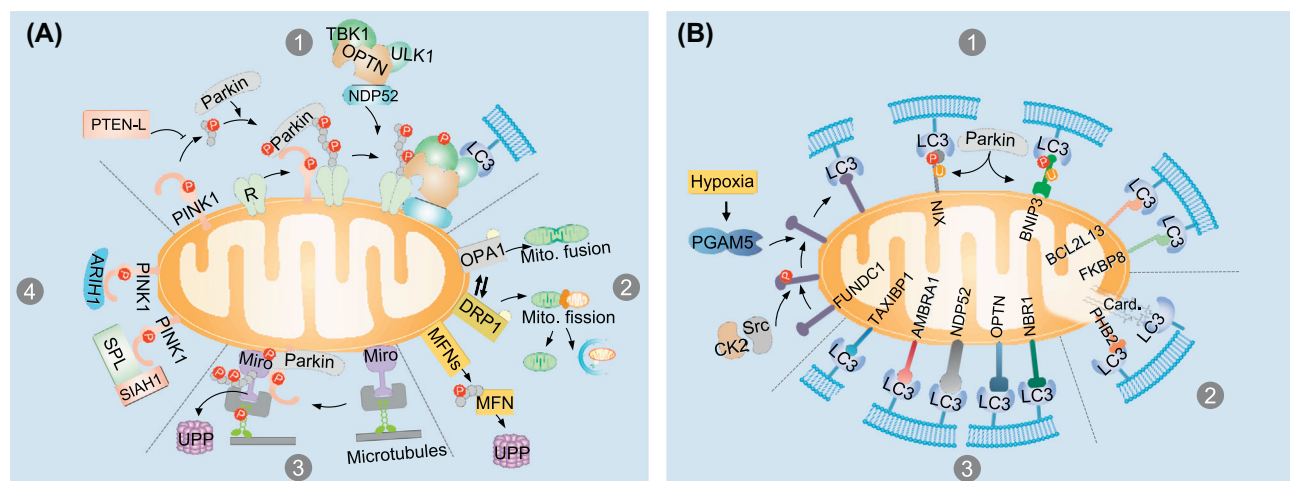 (A)
1
TBK1
OPTN
ULK1
NDP52
Parkin
PTEN-L
P
Parkin
P
P
P
P
P
P
P
LC3
P
PINK1
R
ARIH1
P
PINK1
4
OPA1
Mito. fusion
2
DRP1
Mito. fission
MFNs
PINK1
P
SPL
SIAH1
Miro
P
Parkin
Miro
P
P
P
P
UPP
P
MFN
UPP
Microtubules
3
(B)
1
LC3
LC3
Parkin
LC3
P
U
P
U
LC3
LC3
Hypoxia
PGAM5
NIX
BNIP3
BCL2L13
FKBP8
P
FUNDC1
TAXIBP1
AMBRA1
NDP52
OPTN
NBR1
Card.
PHB2
LC3
LC3
Src
CK2
LC3
LC3
LC3
LC3
LC3
2
3